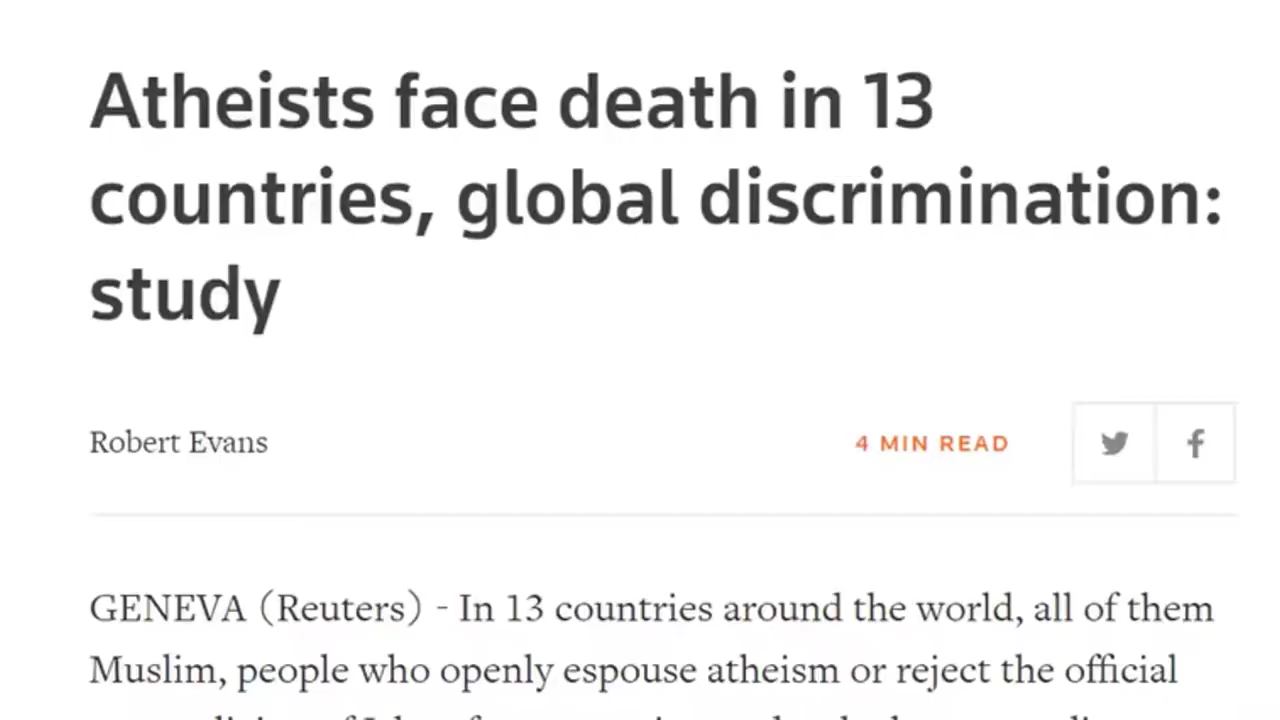 Atheists face death in 13
countries, global discrimination:
study
Robert Evans
4 MIN READ
GENEVA (Reuters) - In 13 countries around the world, all of them
Muslim, people who openly espouse atheism or reject the official